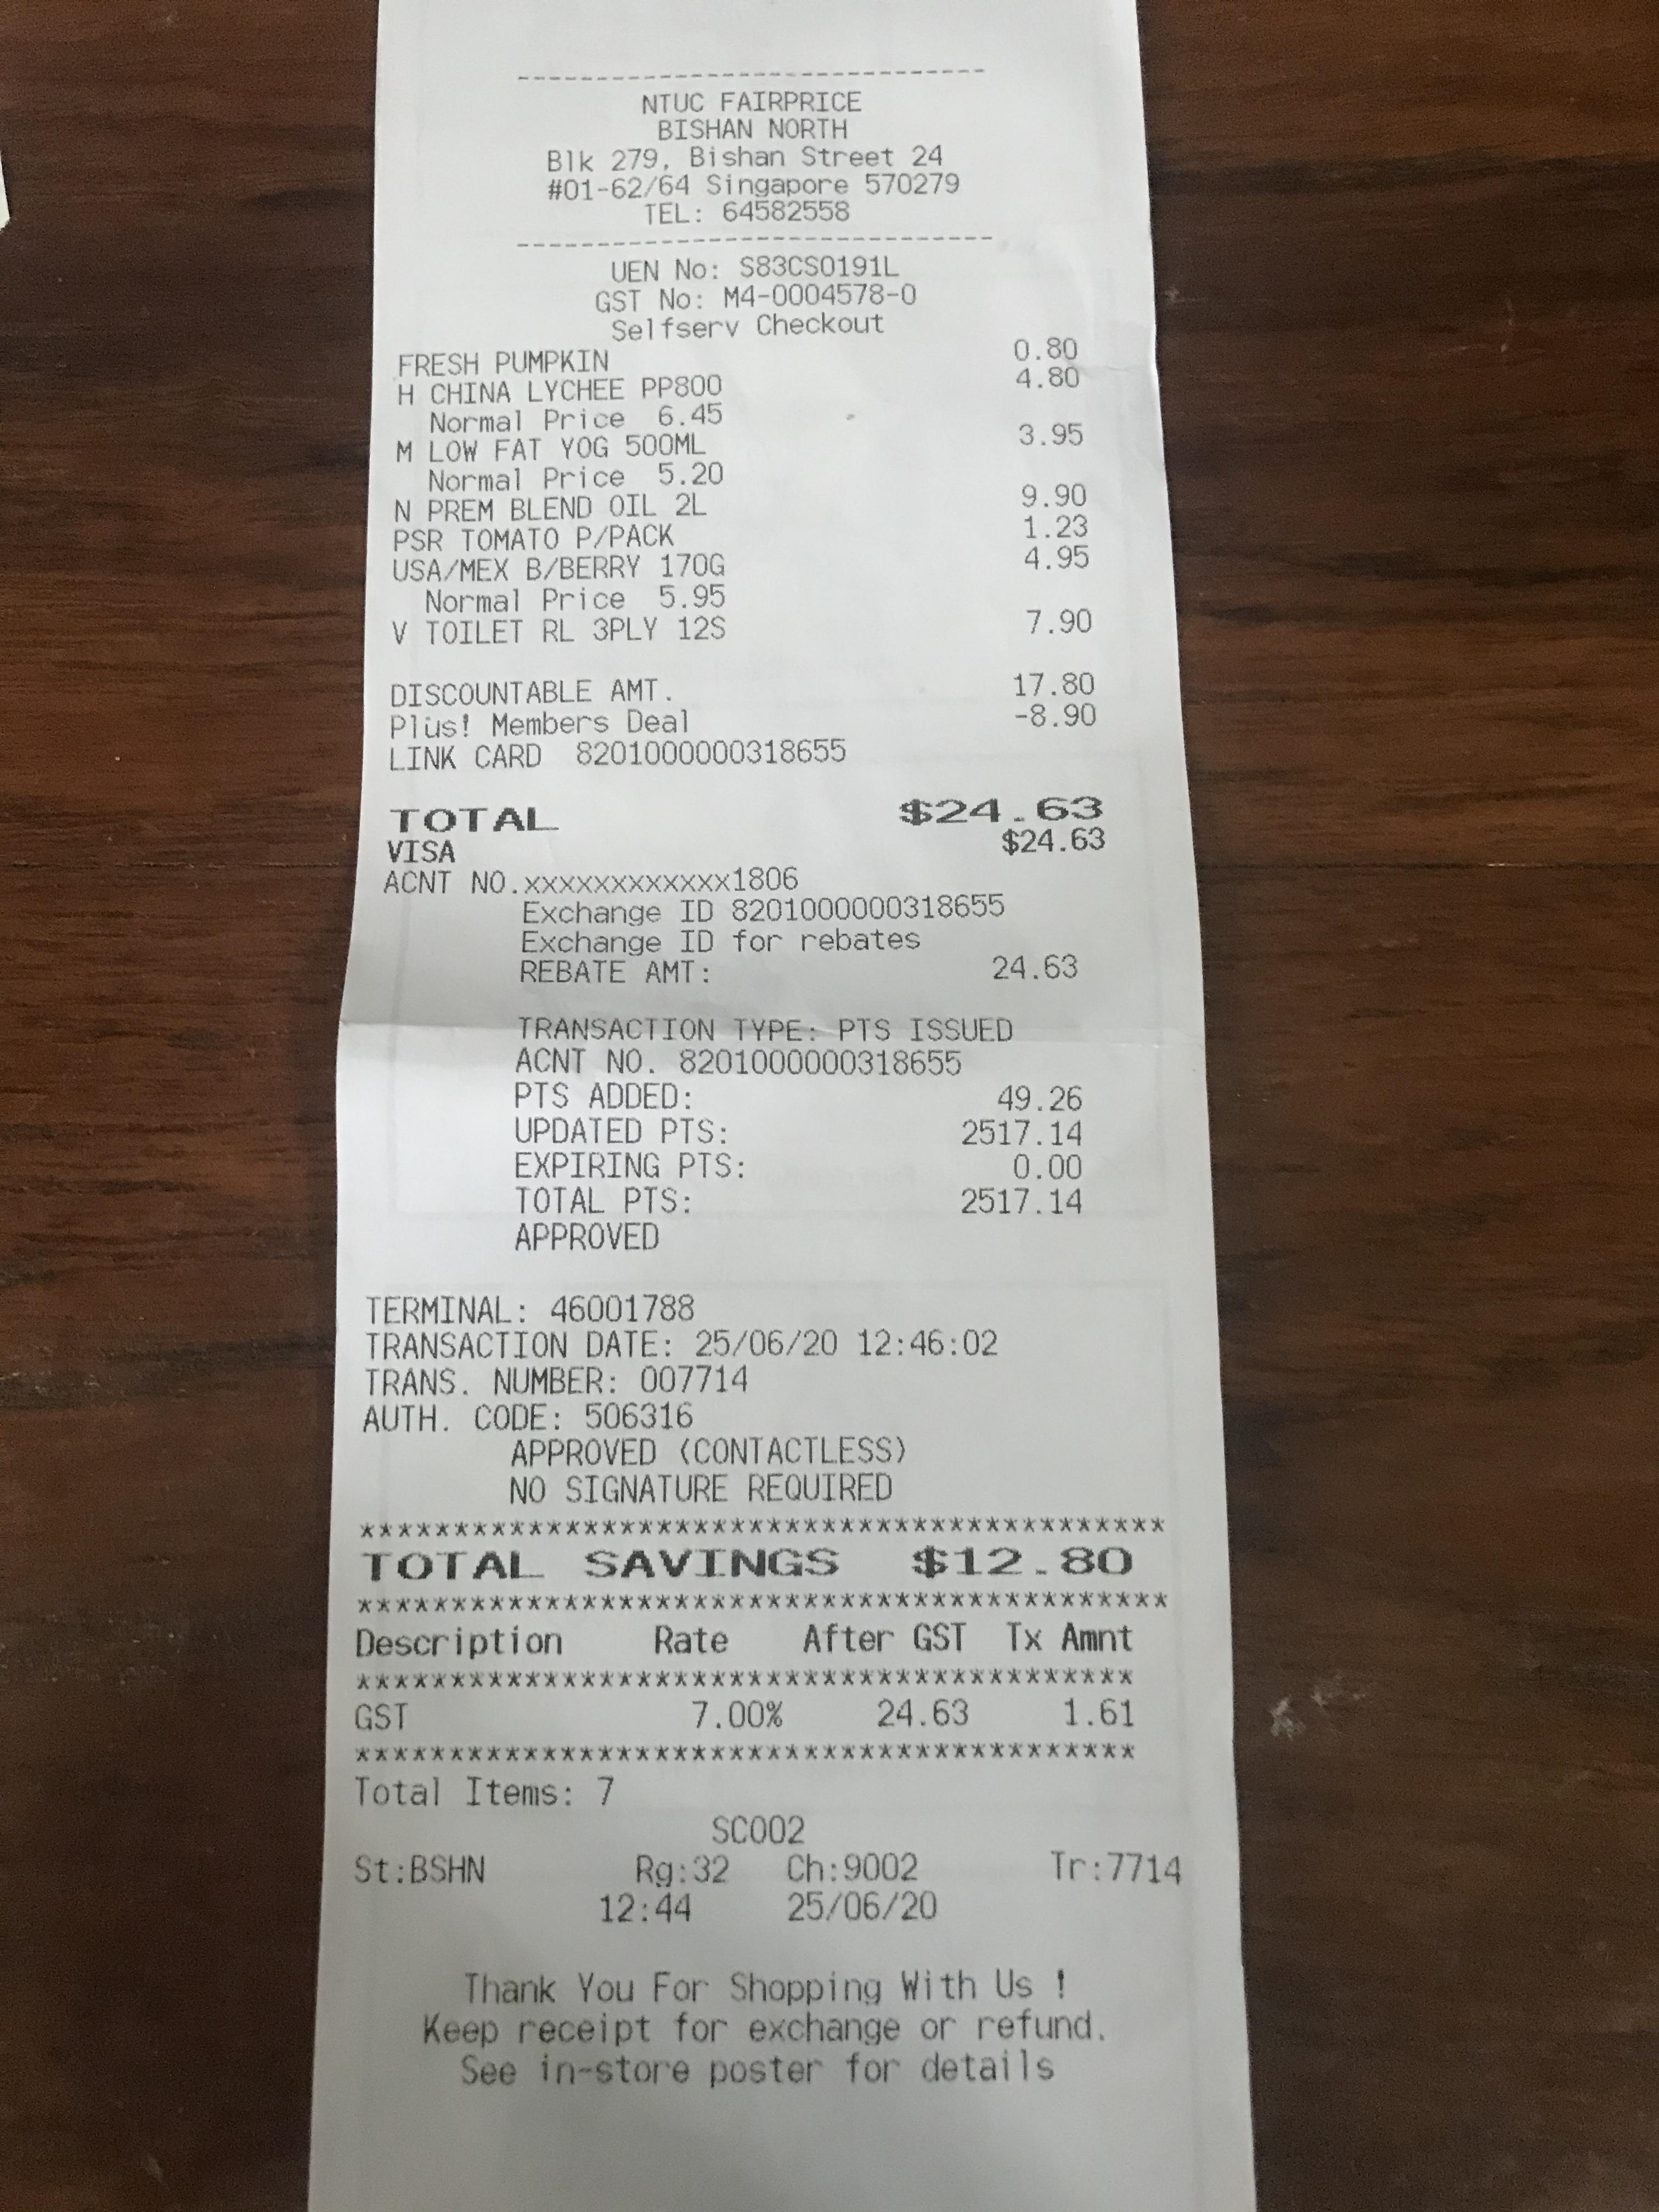 ------------------------------
NTUC FAIRPRICE
BISHAN NORTH
Blk 279, Bishan Street 24
#01-62/64 Singapore 570279
TEL: 64582558
------------------------------
UEN No: S83CS0191L
GST No: M4-0004578-0
Selfserv Checkout
FRESH PUMPKIN 0.80
H CHINA LYCHEE PP800 4.80
Normal Price 6.45
M LOW FAT YOG 500ML 3.95
Normal Price 5.20
N PREM BLEND OIL 2L 9.90
PSR TOMATO P/PACK 1.23
USA/MEX B/BERRY 170G 4.95
Normal Price 5.95
V TOILET RL 3PLY 12S 7.90
DISCOUNTABLE AMT. 17.80
Plus! Members Deal -8.90
LINK CARD 8201000000318655
TOTAL $24.63
VISA $24.63
ACNT NO.xxxxxxxxxxxx1806
Exchange ID 8201000000318655
Exchange ID for rebates
REBATE AMT: 24.63
TRANSACTION TYPE: PTS ISSUED
ACNT NO. 8201000000318655
PTS ADDED: 49.26
UPDATED PTS: 2517.14
EXPIRING PTS: 0.00
TOTAL PTS: 2517.14
APPROVED
TERMINAL: 46001788
TRANSACTION DATE: 25/06/20 12:46:02
TRANS. NUMBER: 007714
AUTH. CODE: 506316
APPROVED (CONTACTLESS)
NO SIGNATURE REQUIRED
********************************************
TOTAL SAVINGS $12.80
********************************************
Description Rate After GST Tx Amnt
******************************************
GST 7.00% 24.63 1.61
******************************************
Total Items: 7
SC002
St:BSHN Rg:32 Ch:9002 Tr:7714
12:44 25/06/20
Thank You For Shopping With Us !
Keep receipt for exchange or refund.
See in-store poster for details